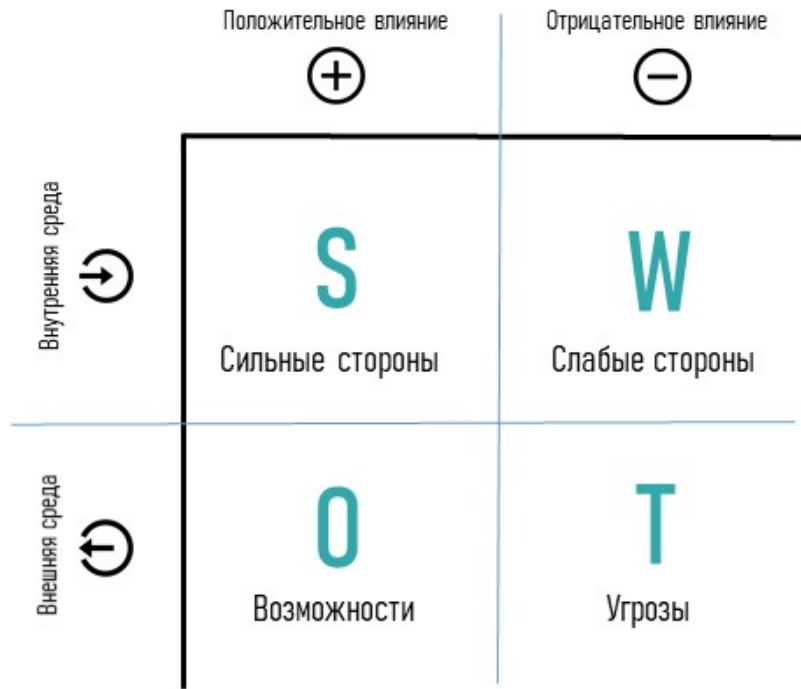 Положительное влияние
Отрицательное влияние
Внутренняя среда
S
Сильные стороны
W
Слабые стороны
Внешняя среда
O
Возможности
T
Угрозы